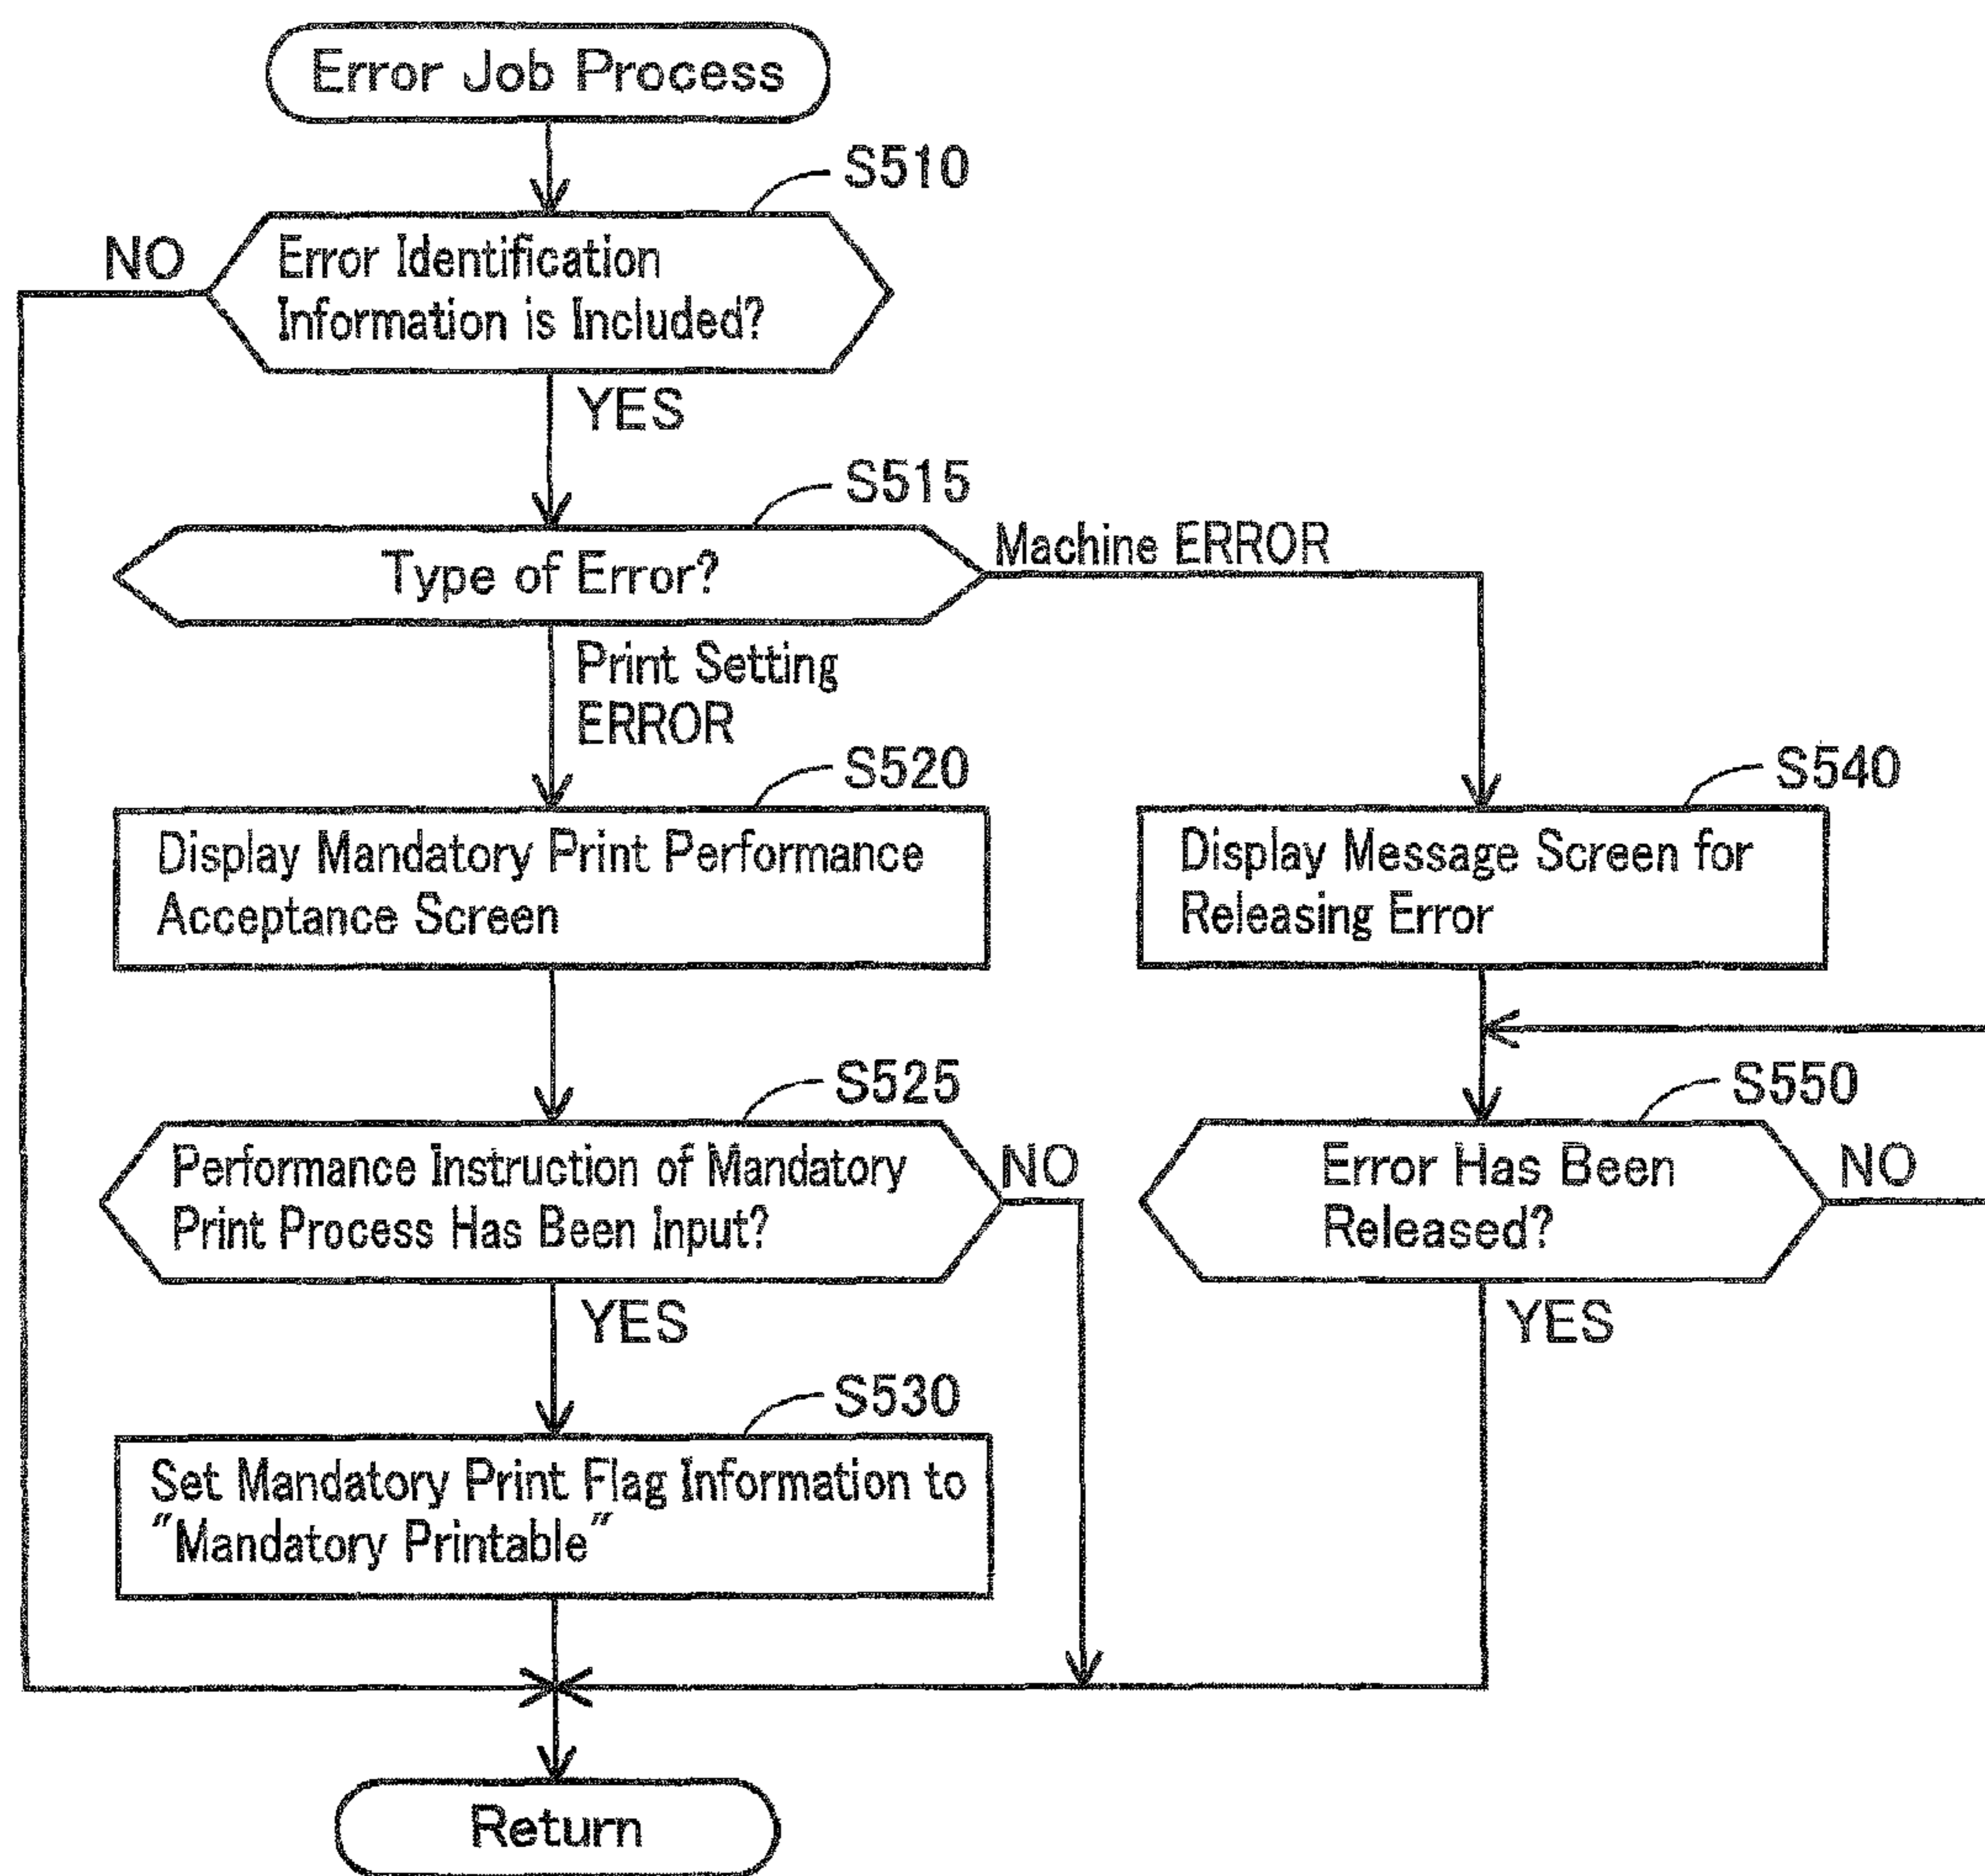 Error Job Process
S510
NO
Error Identification
Information is Included?
YES
S515
Type of Error?
Machine ERROR
Print Setting
ERROR
S520
Display Mandatory Print Performance
Acceptance Screen
S540
Display Message Screen for
Releasing Error
S525
Performance Instruction of Mandatory
Print Process Has Been Input?
NO
YES
S550
Error Has Been
Released?
NO
YES
S530
Set Mandatory Print Flag Information to
"Mandatory Printable"
Return